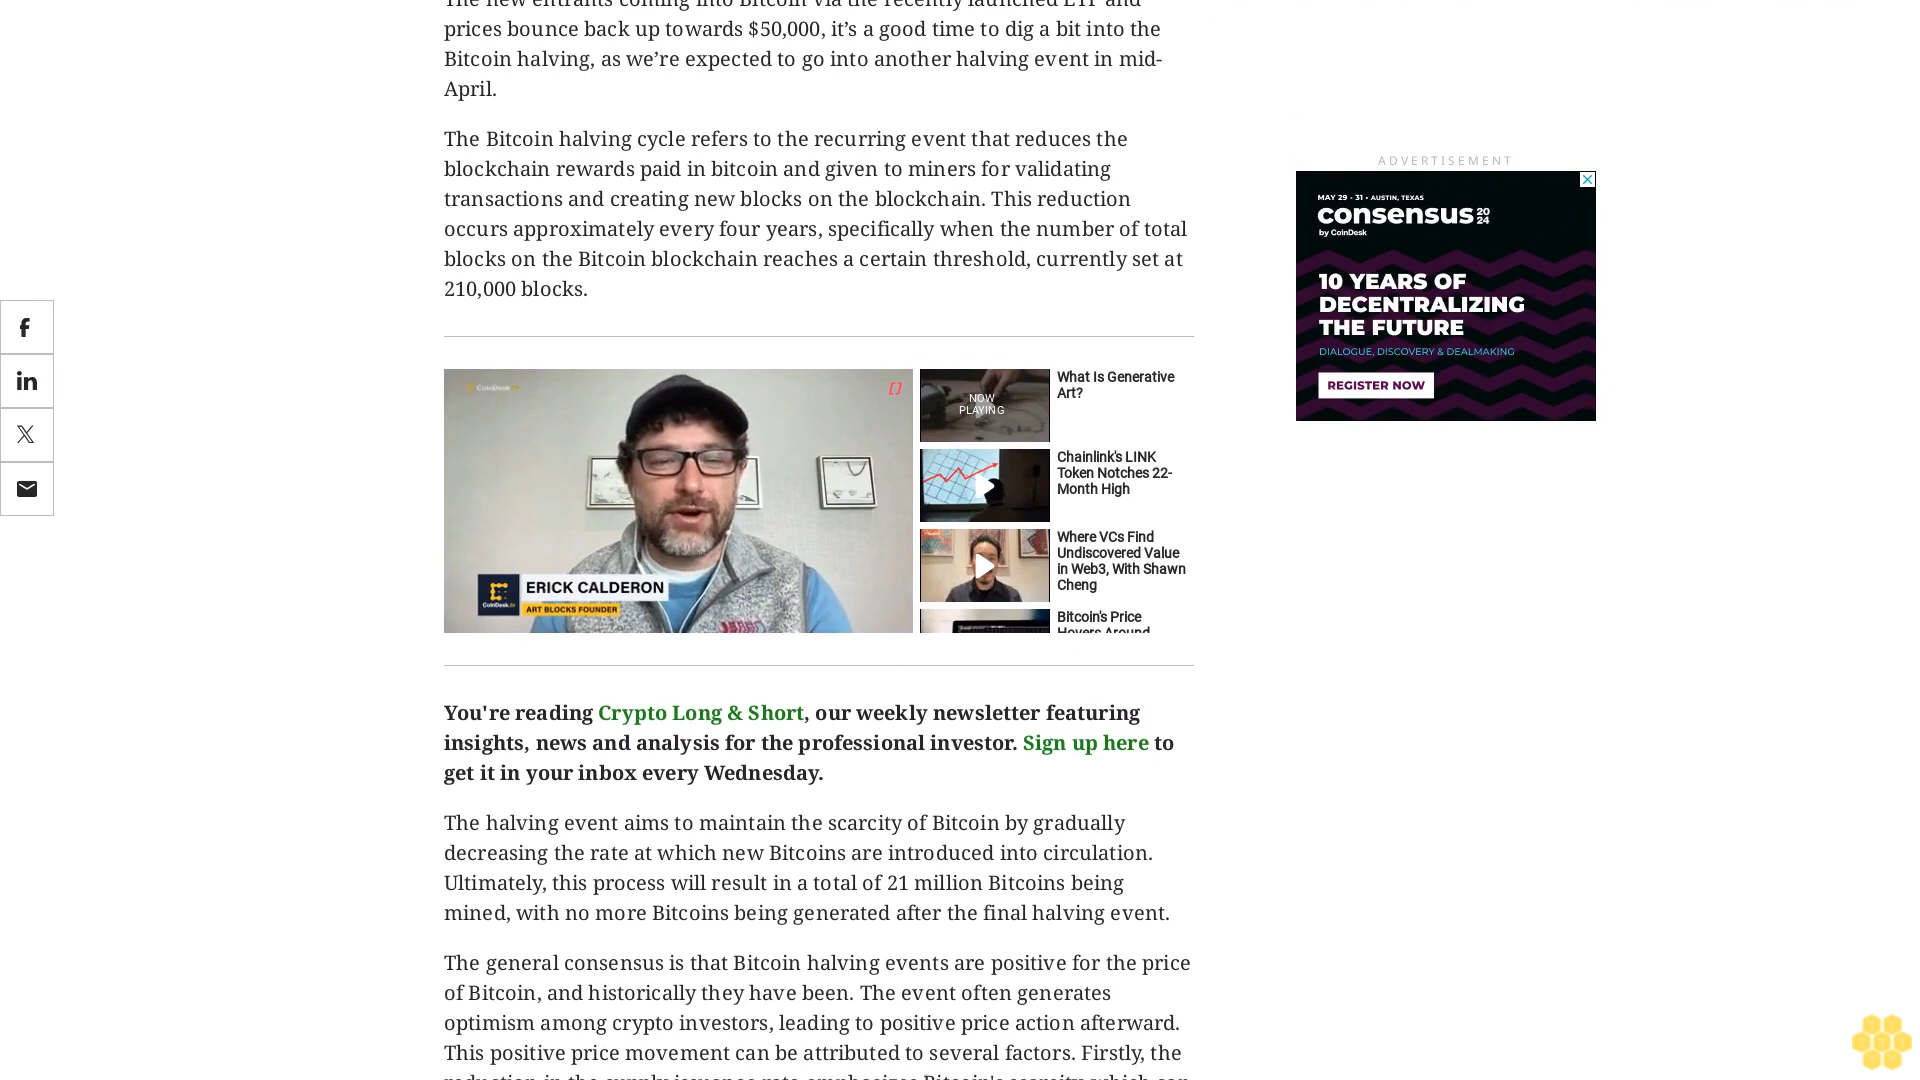 The new entrants coming into Bitcoin via the recently launched ETF and
prices bounce back up towards $50,000, it’s a good time to dig a bit into the
Bitcoin halving, as we’re expected to go into another halving event in mid-
April.
The Bitcoin halving cycle refers to the recurring event that reduces the
blockchain rewards paid in bitcoin and given to miners for validating
transactions and creating new blocks on the blockchain. This reduction
occurs approximately every four years, specifically when the number of total
blocks on the Bitcoin blockchain reaches a certain threshold, currently set at
210,000 blocks.
CoinDesk
ERICK CALDERON
CoinDesk.tv
ART BLOCKS FOUNDER
NOW
PLAYING
What Is Generative
Art?
Chainlink's LINK
Token Notches 22-
Month High
Where VCs Find
Undiscovered Value
in Web3, With Shawn
Cheng
Bitcoin's Price
Hovers Around
You're reading Crypto Long & Short, our weekly newsletter featuring
insights, news and analysis for the professional investor. Sign up here to
get it in your inbox every Wednesday.
The halving event aims to maintain the scarcity of Bitcoin by gradually
decreasing the rate at which new Bitcoins are introduced into circulation.
Ultimately, this process will result in a total of 21 million Bitcoins being
mined, with no more Bitcoins being generated after the final halving event.
The general consensus is that Bitcoin halving events are positive for the price
of Bitcoin, and historically they have been. The event often generates
optimism among crypto investors, leading to positive price action afterward.
This positive price movement can be attributed to several factors. Firstly, the
reduction in the supply issuance rate emphasizes Bitcoin's scarcity which can
ADVERTISEMENT
MAY 29 - 31 • AUSTIN, TEXAS
consensus 2024
by CoinDesk
10 YEARS OF
DECENTRALIZING
THE FUTURE
DIALOGUE, DISCOVERY & DEALMAKING
REGISTER NOW